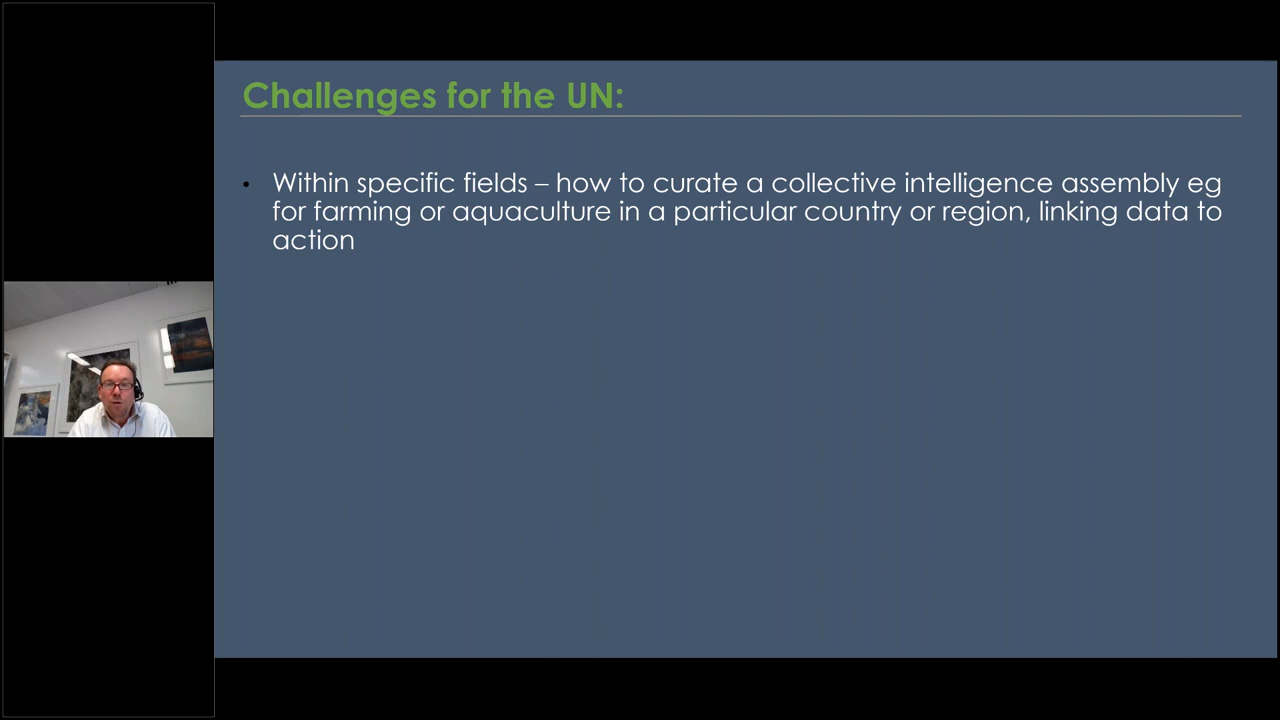 Challenges for the UN:
• Within specific fields – how to curate a collective intelligence assembly eg
for farming or aquaculture in a particular country or region, linking data to
action